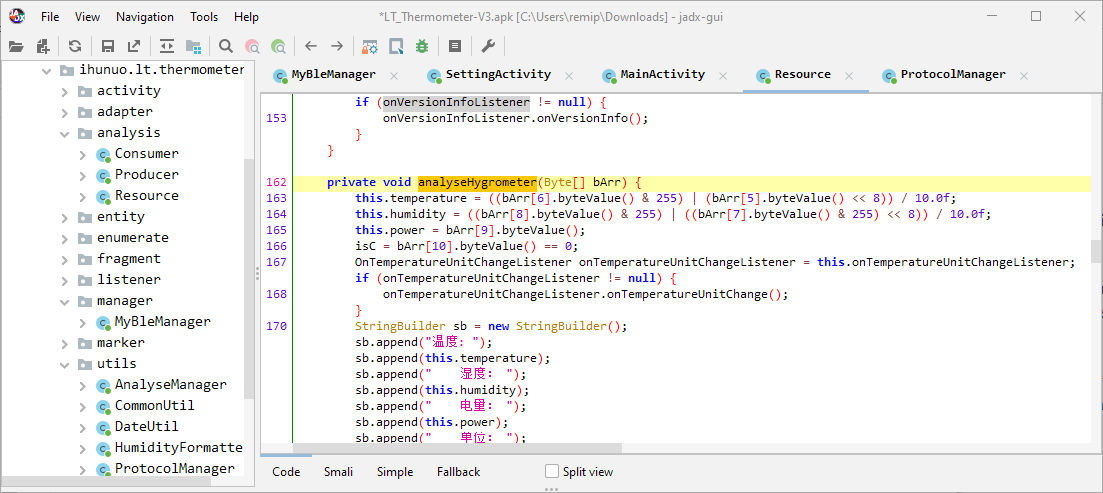 *LT_Thermometer-V3.apk [C:\Users\remip\Downloads] - jadx-gui
File View Navigation Tools Help
ihunuo.lt.thermometer
activity
adapter
analysis
Consumer
Producer
Resource
entity
enumerate
fragment
listener
manager
MyBleManager
marker
utils
AnalyseManager
CommonUtil
DateUtil
HumidityFormatte
ProtocolManager
MyBleManager SettingActivity MainActivity Resource ProtocolManager
if (onVersionInfoListener != null) {
153 onVersionInfoListener.onVersionInfo();
}
}
162 private void analyseHygrometer(Byte[] bArr) {
163 this.temperature = ((bArr[6].byteValue() & 255) | (bArr[5].byteValue() << 8)) / 10.0f;
164 this.humidity = ((bArr[8].byteValue() & 255) | ((bArr[7].byteValue() & 255) << 8)) / 10.0f;
165 this.power = bArr[9].byteValue();
166 isC = bArr[10].byteValue() == 0;
167 OnTemperatureUnitChangeListener onTemperatureUnitChangeListener = this.onTemperatureUnitChangeListener;
if (onTemperatureUnitChangeListener != null) {
168 onTemperatureUnitChangeListener.onTemperatureUnitChange();
}
170 StringBuilder sb = new StringBuilder();
sb.append("温度: ");
sb.append(this.temperature);
sb.append("    湿度:  ");
sb.append(this.humidity);
sb.append("    电量:  ");
sb.append(this.power);
sb.append("    单位:  ");
Code Smali Simple Fallback Split view